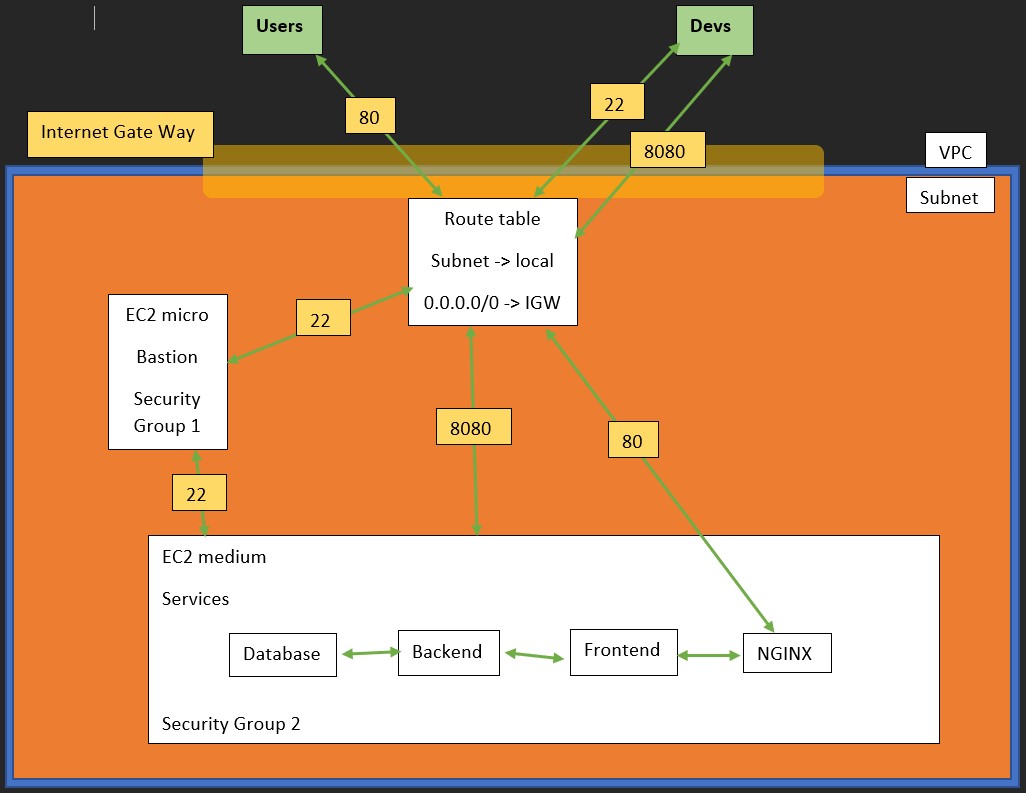 Users
Devs
80
22
Internet Gate Way
8080
VPC
Subnet
Route table
Subnet -> local
0.0.0.0/0 -> IGW
EC2 micro
Bastion
Security
Group 1
22
8080
80
22
EC2 medium
Services
Database
Backend
Frontend
NGINX
Security Group 2